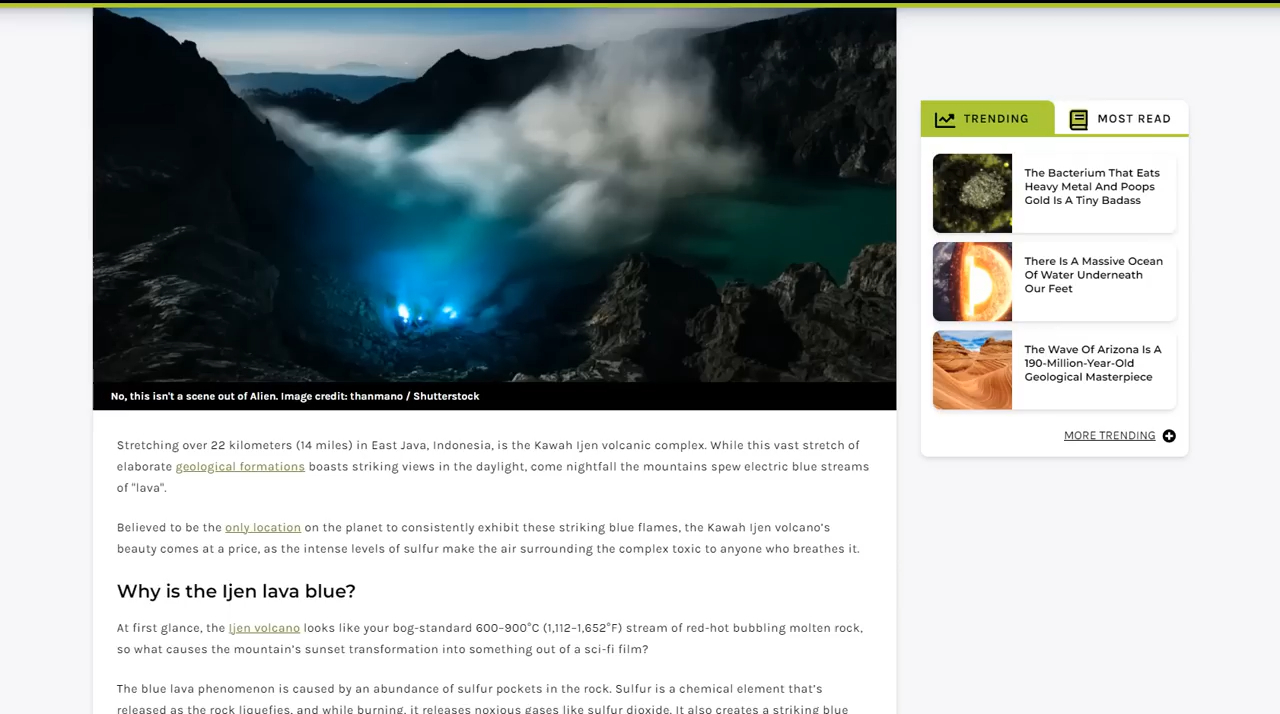 No, this isn't a scene out of Alien. Image credit: thanmano / Shutterstock
Stretching over 22 kilometers (14 miles) in East Java, Indonesia, is the Kawah Ijen volcanic complex. While this vast stretch of
elaborate geological formations boasts striking views in the daylight, come nightfall the mountains spew electric blue streams
of "lava".
Believed to be the only location on the planet to consistently exhibit these striking blue flames, the Kawah Ijen volcano's
beauty comes at a price, as the intense levels of sulfur make the air surrounding the complex toxic to anyone who breathes it.
Why is the Ijen lava blue?
At first glance, the Ijen volcano looks like your bog-standard 600–900°C (1,112–1,652°F) stream of red-hot bubbling molten rock,
so what causes the mountain's sunset transformation into something out of a sci-fi film?
The blue lava phenomenon is caused by an abundance of sulfur pockets in the rock. Sulfur is a chemical element that's
released as the rock liquefies, and while burning, it releases noxious gases like sulfur dioxide. It also creates a striking blue
TRENDING
MOST READ
The Bacterium That Eats
Heavy Metal And Poops
Gold Is A Tiny Badass
There Is A Massive Ocean
Of Water Underneath
Our Feet
The Wave Of Arizona Is A
190-Million-Year-Old
Geological Masterpiece
MORE TRENDING